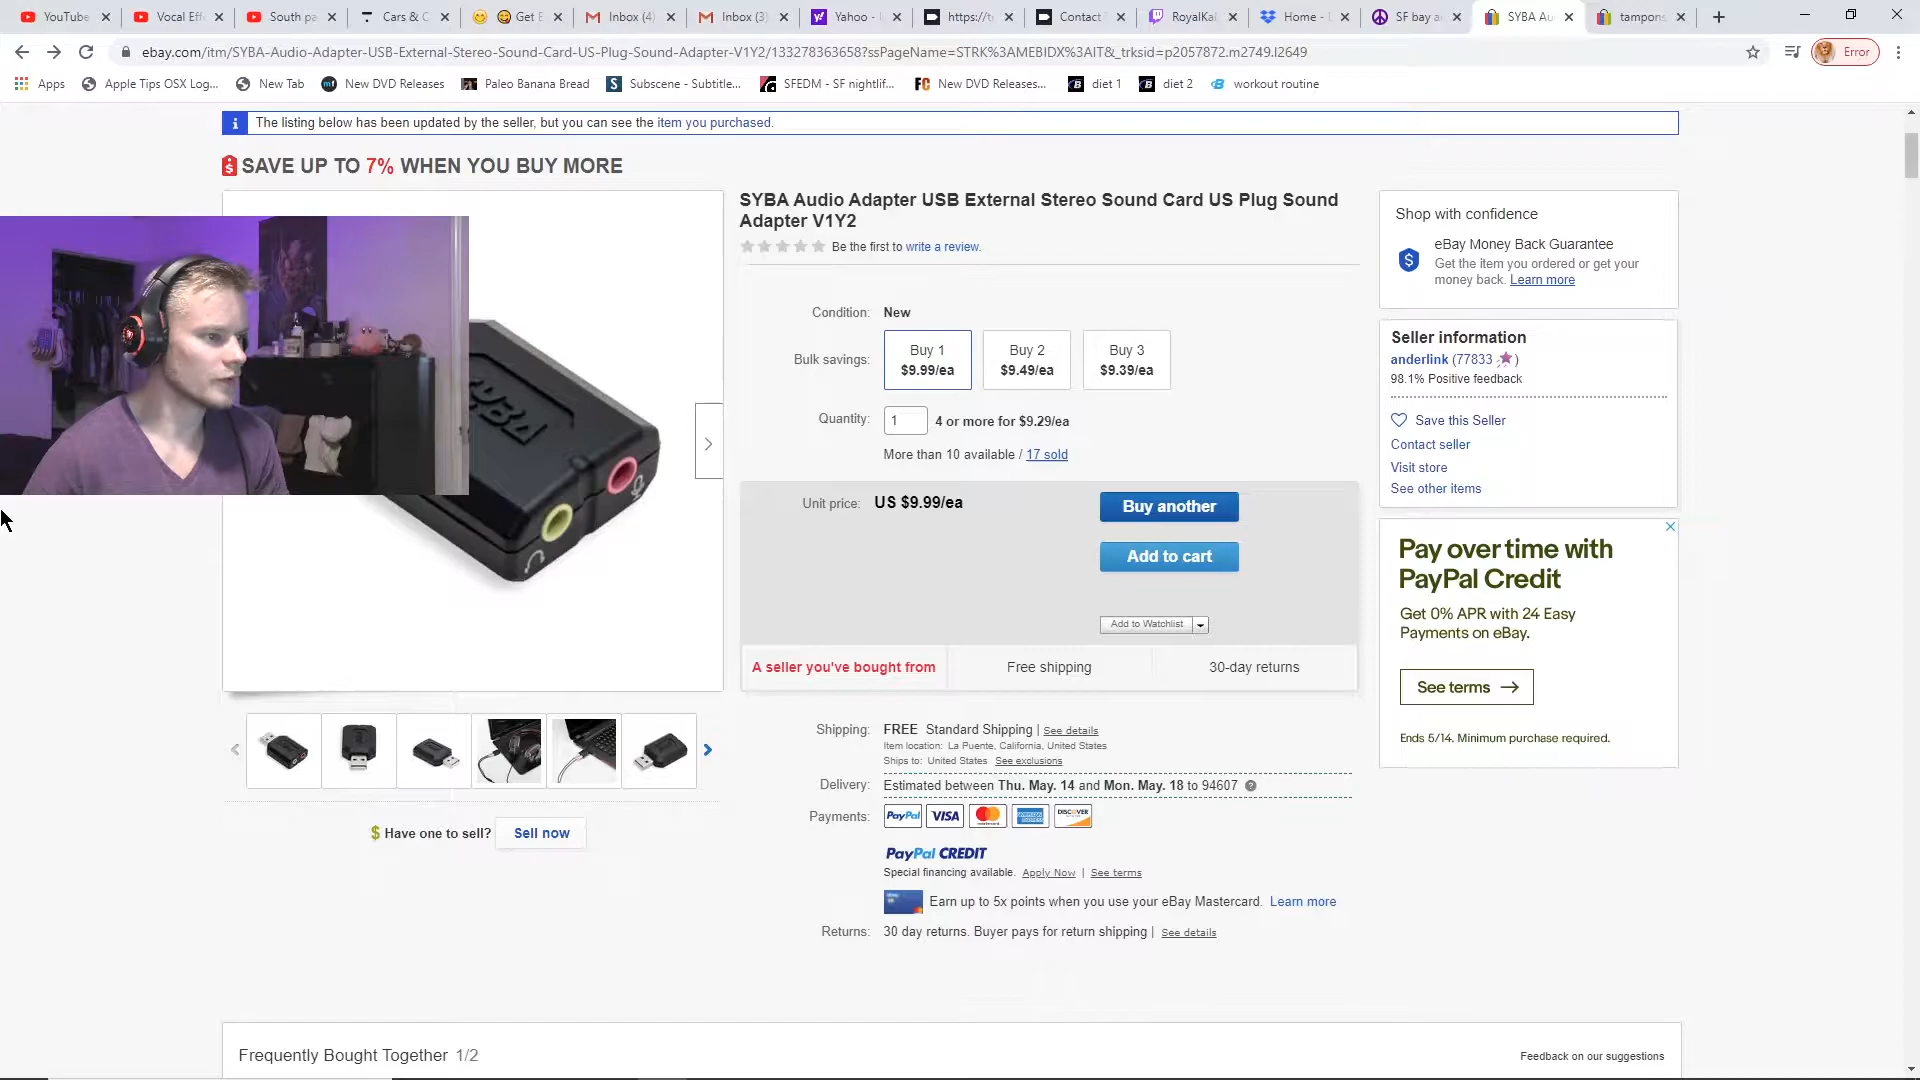 YouTube
Vocal Eff
South pa
Cars & C
Get E
Inbox (4)
Inbox (3)
Yahoo -
https://t
Contact
RoyalKai
Home -
SF bay a
SYBA Au
tampons
ebay.com/itm/SYBA-Audio-Adapter-USB-External-Stereo-Sound-Card-US-Plug-Sound-Adapter-V1Y2/133278363658?ssPageName=STRK%3AMEBIDX%3AIT&_trksid=p2057872.m2749.l2649
Error
Apps
Apple Tips OSX Log...
New Tab
New DVD Releases
Paleo Banana Bread
Subscene - Subtitle...
SFEDM - SF nightlif...
New DVD Releases...
diet 1
diet 2
workout routine
The listing below has been updated by the seller, but you can see the item you purchased.
SAVE UP TO 7% WHEN YOU BUY MORE
SYBA Audio Adapter USB External Stereo Sound Card US Plug Sound
Adapter V1Y2
Be the first to write a review.
Condition: New
Bulk savings:
Buy 1
$9.99/ea
Buy 2
$9.49/ea
Buy 3
$9.39/ea
Quantity: 1 4 or more for $9.29/ea
More than 10 available / 17 sold
Unit price: US $9.99/ea
Buy another
Add to cart
Add to Watchlist
A seller you've bought from
Free shipping
30-day returns
Shipping: FREE Standard Shipping | See details
Item location: La Puente, California, United States
Ships to: United States See exclusions
Delivery: Estimated between Thu. May. 14 and Mon. May. 18 to 94607
Payments: PayPal VISA mastercard AMERICAN EXPRESS DISCOVER
PayPal CREDIT
Special financing available. Apply Now | See terms
Earn up to 5x points when you use your eBay Mastercard. Learn more
Returns: 30 day returns. Buyer pays for return shipping | See details
Have one to sell? Sell now
Shop with confidence
eBay Money Back Guarantee
Get the item you ordered or get your
money back. Learn more
Seller information
anderlink (77833)
98.1% Positive feedback
Save this Seller
Contact seller
Visit store
See other items
Pay over time with
PayPal Credit
Get 0% APR with 24 Easy
Payments on eBay.
See terms
Ends 5/14. Minimum purchase required.
Frequently Bought Together 1/2
Feedback on our suggestions